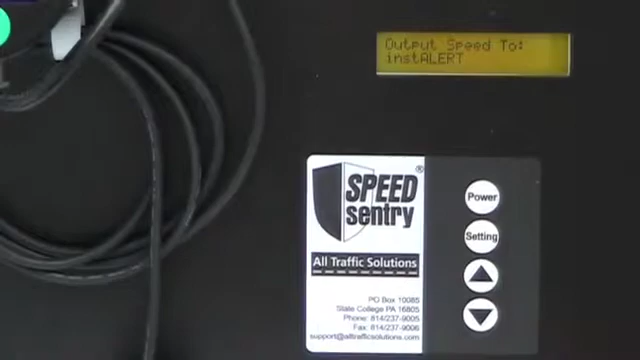 Output Speed To:
instALERT
SPEED®
sentry
All Traffic Solutions
PO Box 10085
State College PA 16805
Phone: 814/237-9005
Fax: 814/237-9006
support@alltrafficsolutions.com
Power
Setting